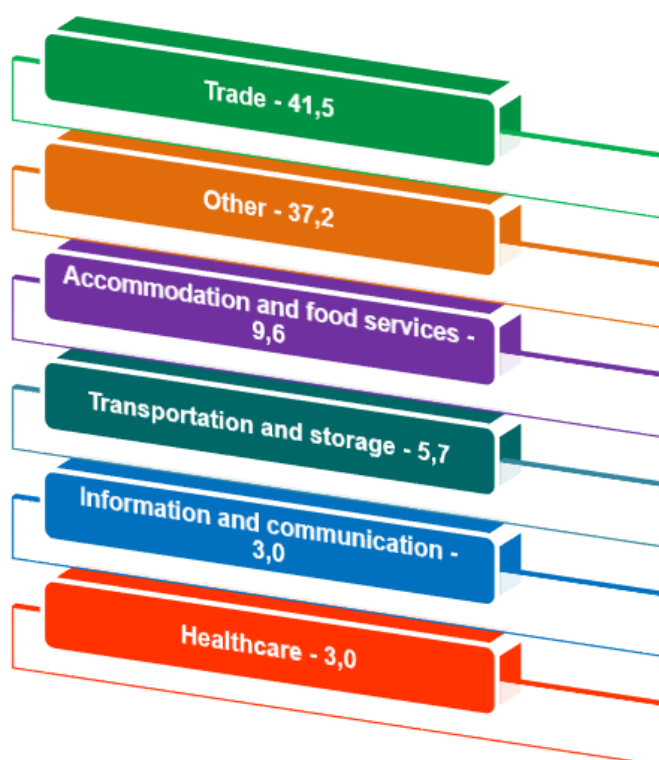 Trade - 41,5
Other - 37,2
Accommodation and food services -
9,6
Transportation and storage - 5,7
Information and communication -
3,0
Healthcare - 3,0